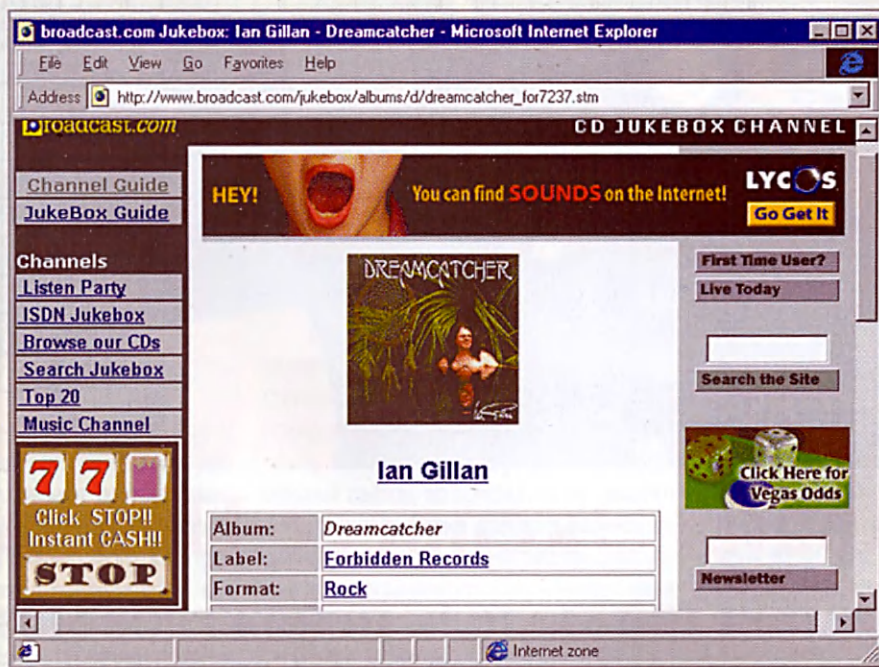 broadcast.com Jukebox: Ian Gillan - Dreamcatcher - Microsoft Internet Explorer
File Edit View Go Favorites Help
Address http://www.broadcast.com/jukebox/albums/d/dreamcatcher_for7237.stm
broadcast.com
CD JUKEBOX CHANNEL
Channel Guide
JukeBox Guide
Channels
Listen Party
ISDN Jukebox
Browse our CDs
Search Jukebox
Top 20
Music Channel
7 7
Click STOP!!
Instant CASH!!
STOP
HEY!
You can find SOUNDS on the Internet!
LYCOS
Go Get It
DREAMCATCHER
Ian Gillan
Album: Dreamcatcher
Label: Forbidden Records
Format: Rock
First Time User?
Live Today
Search the Site
Click Here for
Vegas Odds
Newsletter
Internet zone